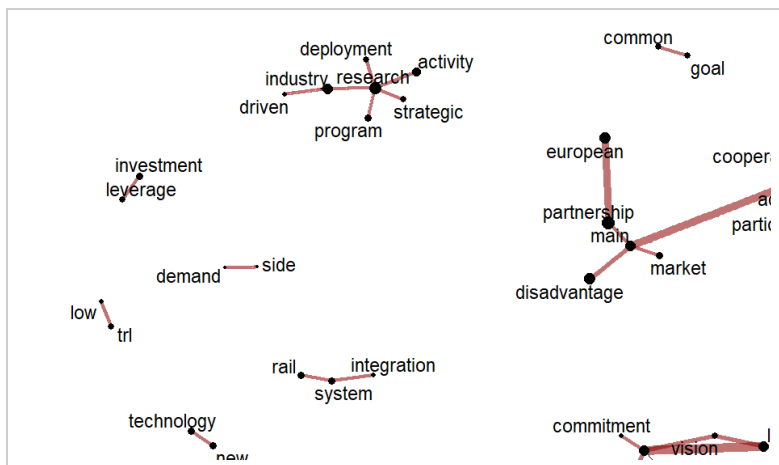 common
deployment
goal
activity
industry
research
driven
strategic
program
european
cooper
investment
leverage
partnership
main
market
side
demand
disadvantage
low
trl
rail
integration
system
technology
commitment
vision
new